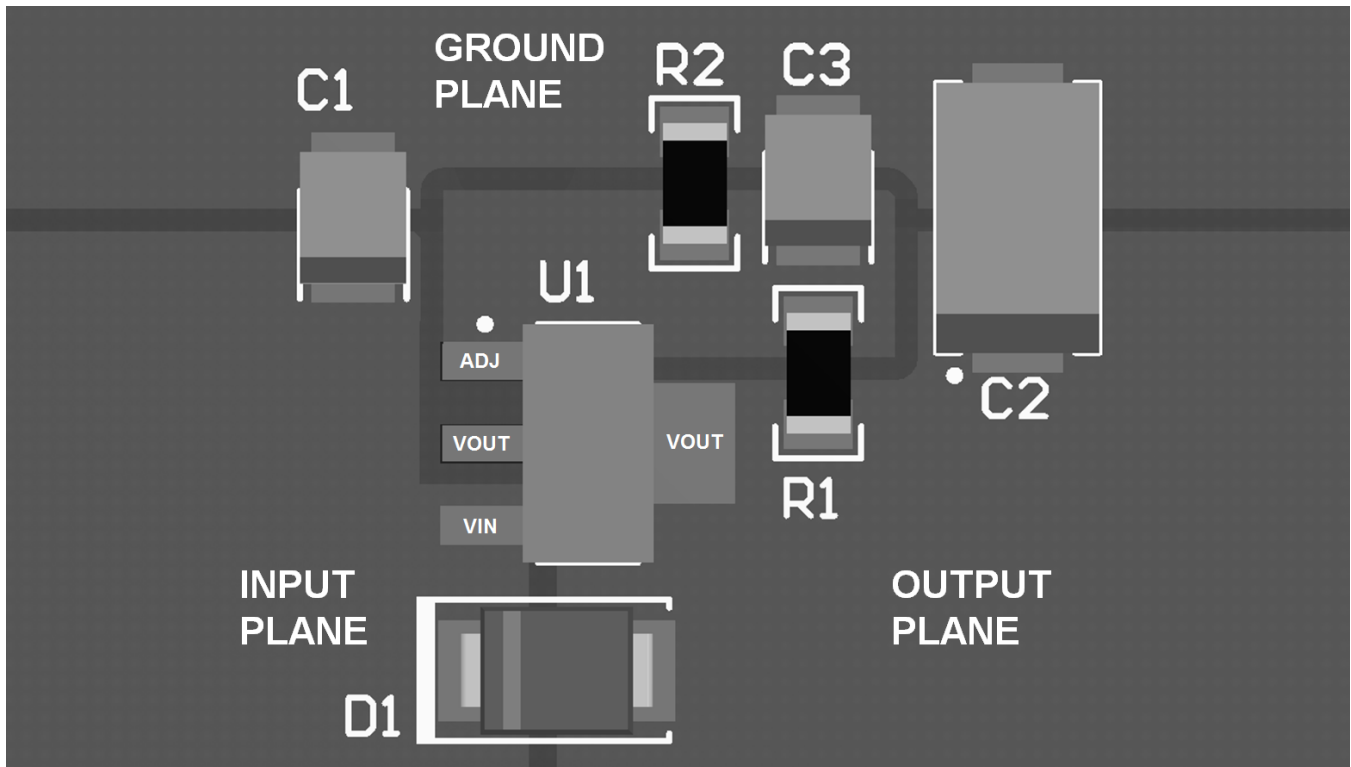 GROUND
PLANE
R2
C3
C1
U1
ADJ
VOUT
VOUT
VIN
C2
R1
INPUT
PLANE
OUTPUT
PLANE
D1